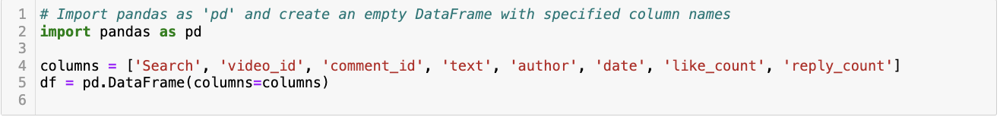 1 # Import pandas as 'pd' and create an empty DataFrame with specified column names
2 import pandas as pd
3
4 columns = ['Search', 'video_id', 'comment_id', 'text', 'author', 'date', 'like_count', 'reply_count']
5 df = pd.DataFrame(columns=columns)
6